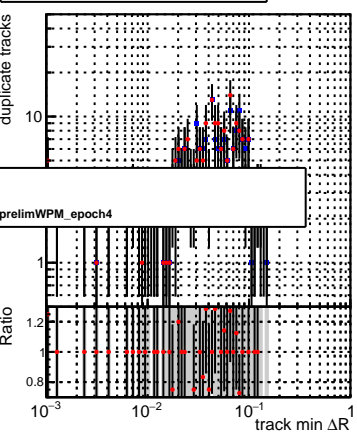 duplicate tracks
10
prelimWPM_epoch4
1
Ratio
1.2
1
0.8
10−3
10−2
10−1
1
track min ΔR